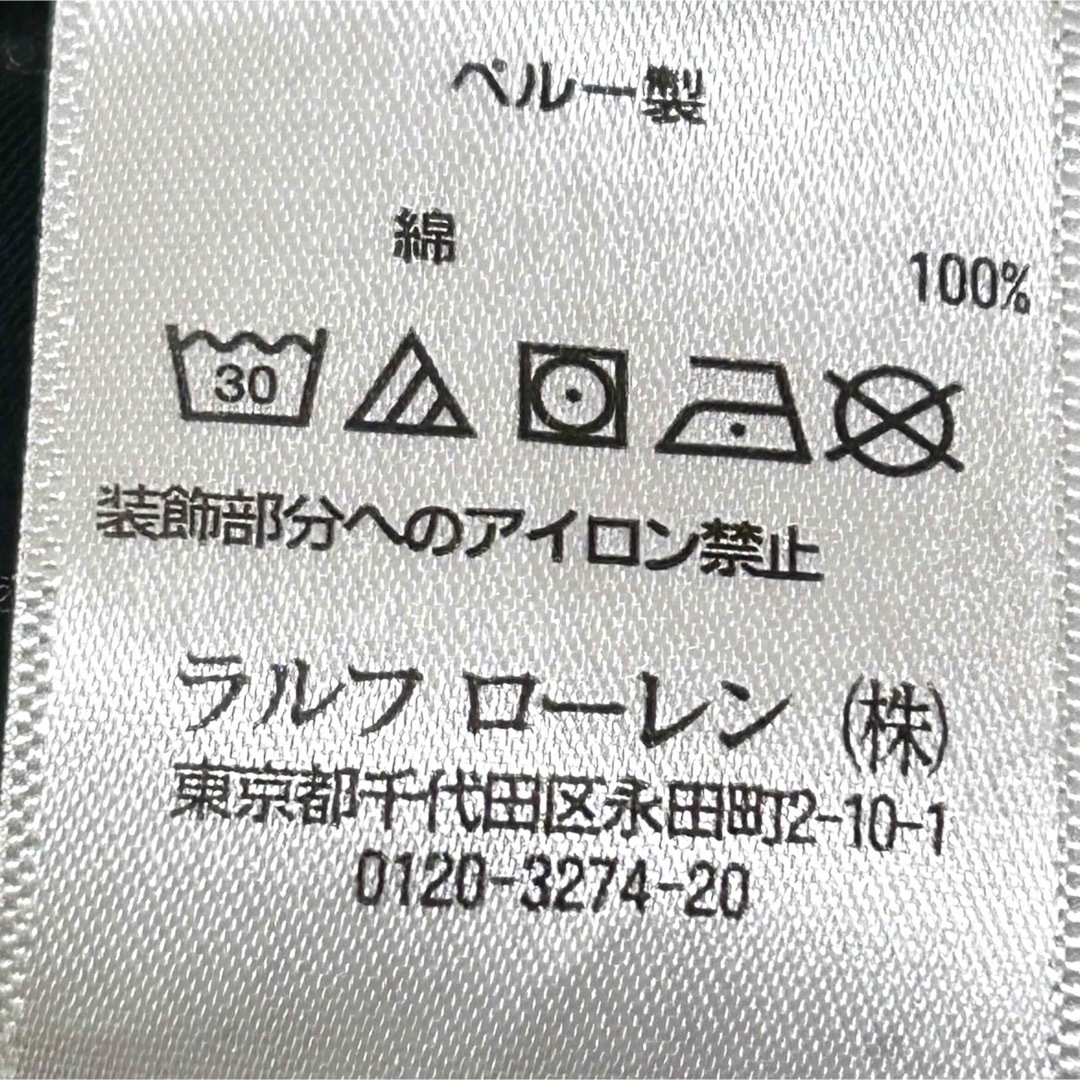 ペルー製
綿 100%
30
装飾部分へのアイロン禁止
ラルフ ローレン (株)
東京都千代田区永田町2-10-1
0120-3274-20